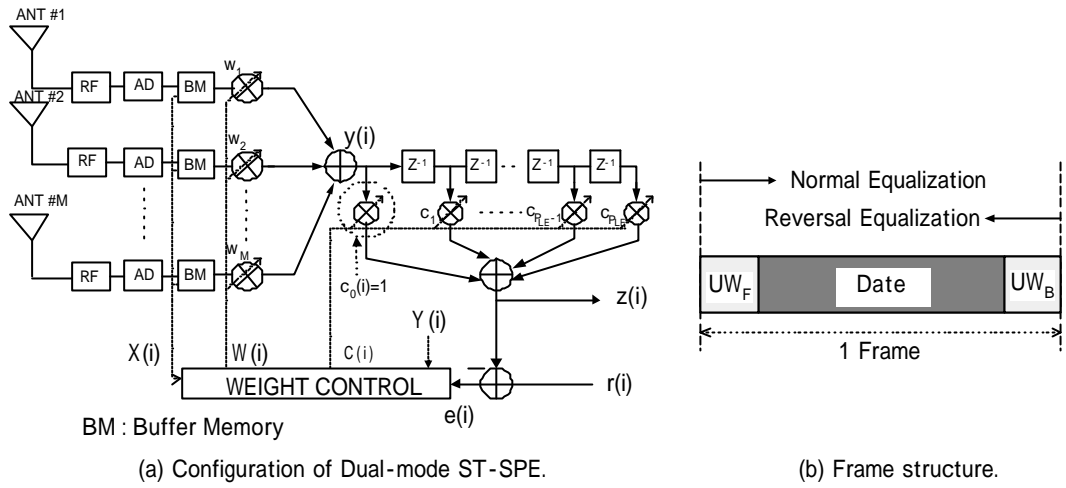 ANT #1
RF
AD
BM
w1
ANT #2
y(i)
w2
RF
AD
BM
Z-1
Z-1
Z-1
Z-1
ANT #M
c1
cPLE-1
cPLE
wM
RF
AD
BM
c0(i)=1
z(i)
Y(i)
X(i)
W(i)
C(i)
WEIGHT CONTROL
r(i)
e(i)
BM : Buffer Memory
(a) Configuration of Dual-mode ST-SPE.
Normal Equalization
Reversal Equalization
UWF
Date
UWB
1 Frame
(b) Frame structure.